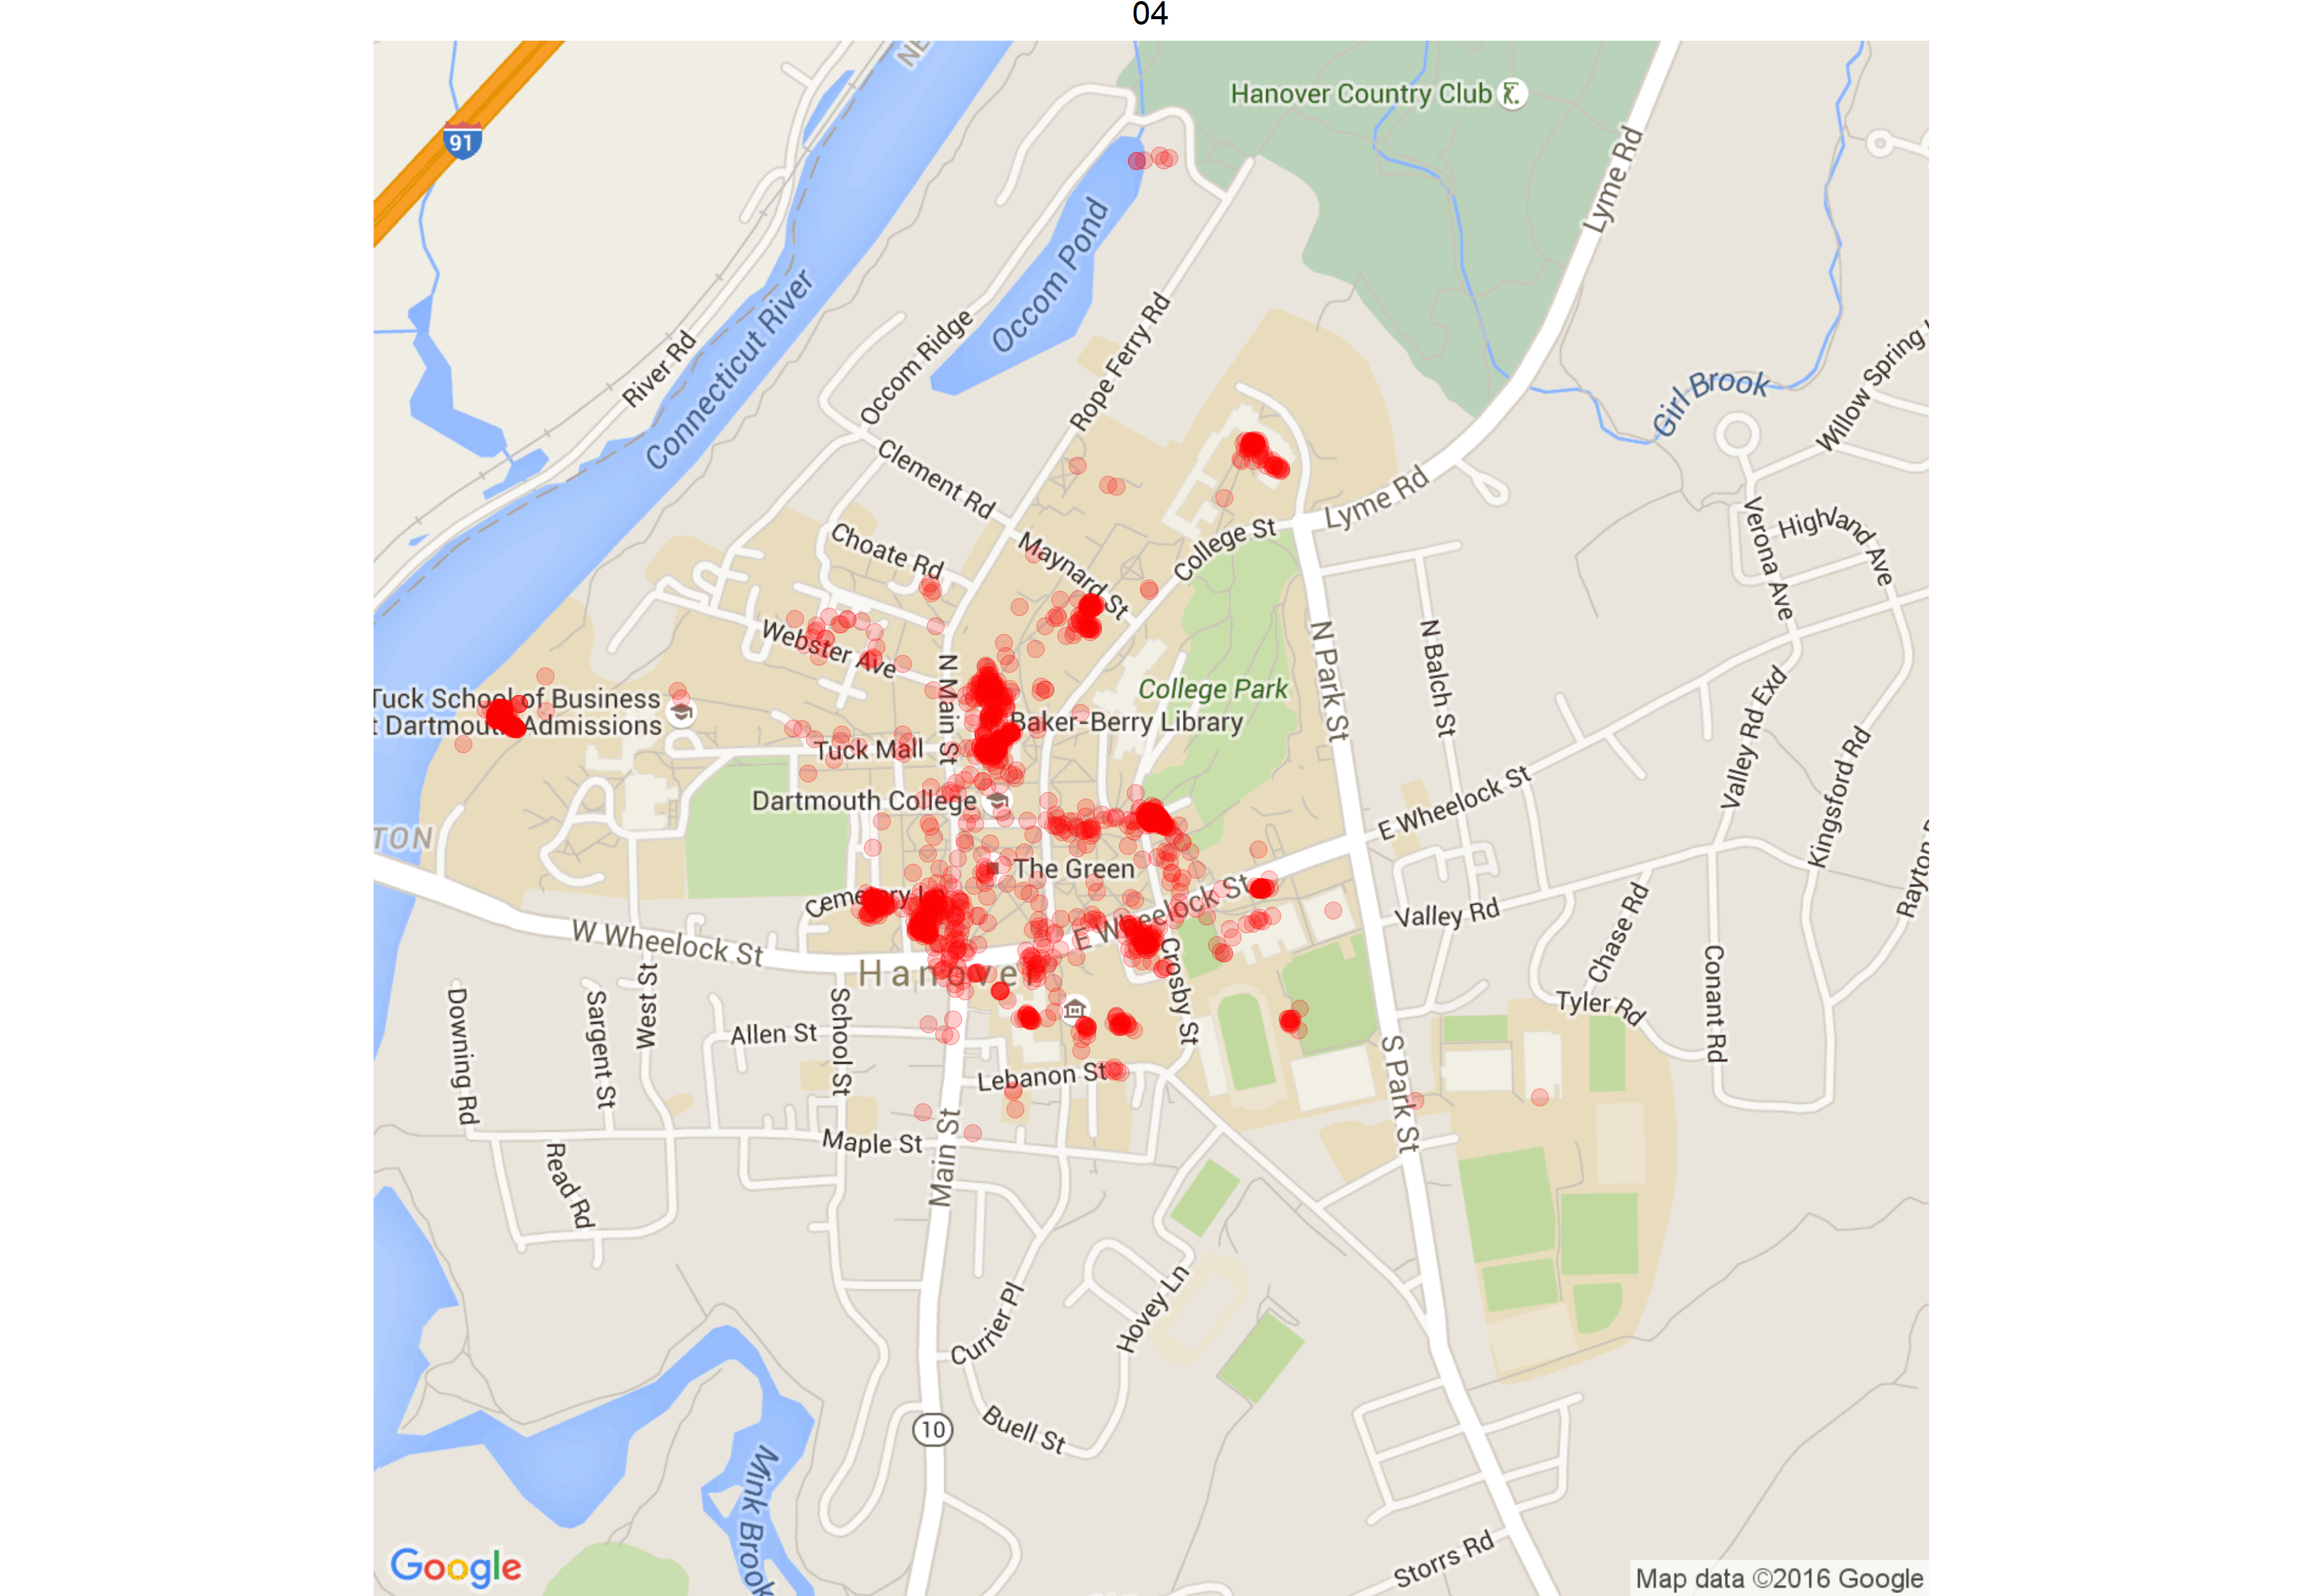 04
NE
Hanover Country Club
91
Lyme Rd
Occom Pond
River Rd
Connecticut River
Occom Ridge
Rope Ferry Rd
Girl Brook
Willow Spring
Clement Rd
Lyme Rd
College St
Verona Ave
Highland Ave
Choate Rd
Maynard St
Webster Ave
N Main St
N Park St
N Balch St
College Park
Tuck School of Business
t Dartmouth Admissions
Baker-Berry Library
Valley Rd Exd
Kingsford Rd
Tuck Mall
Dartmouth College
E Wheelock St
TON
The Green
Rayton
Cemetery L
E Wheelock St
Valley Rd
Chase Rd
W Wheelock St
Hanover
Crosby St
Conant Rd
Tyler Rd
Downing Rd
Sargent St
West St
School St
Allen St
S Park St
Lebanon St
Maple St
Main St
Read Rd
Currier Pl
Hovey Ln
10
Buell St
Mink Brook
Storrs Rd
Google
Map data ©2016 Google